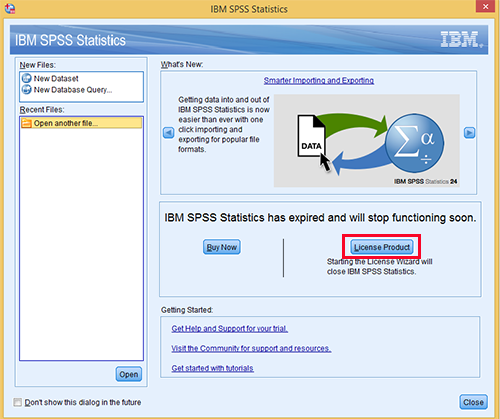 IBM SPSS Statistics
IBM SPSS Statistics
IBM
New Files:
New Dataset
New Database Query...
Recent Files:
Open another file...
Open
What's New:
Smarter Importing and Exporting
Getting data into and out of
IBM SPSS Statistics is now
easier than ever with one
click importing and
exporting for popular file
formats.
DATA
Σ α ÷
IBM SPSS Statistics 24
IBM SPSS Statistics has expired and will stop functioning soon.
Buy Now
License Product
Starting the License Wizard will
close IBM SPSS Statistics.
Getting Started:
Get Help and Support for your trial.
Visit the Community for support and resources.
Get started with tutorials
Don't show this dialog in the future
Close